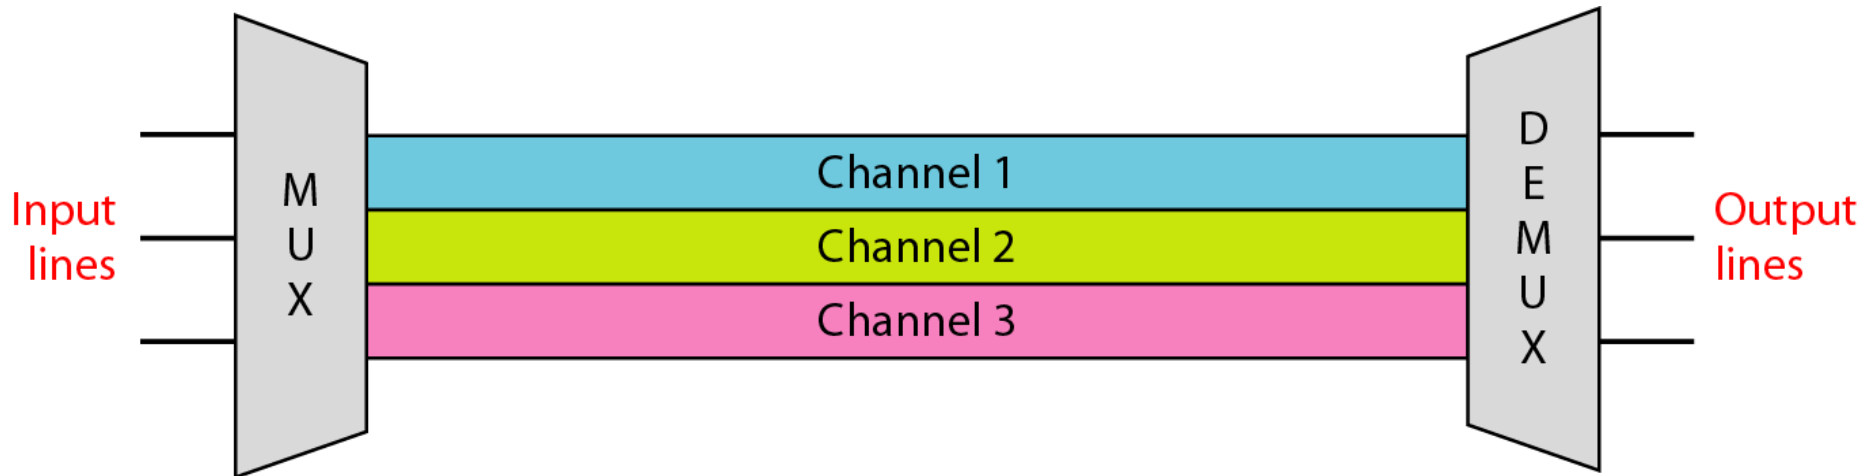 Input
lines
M
U
X
Channel 1
Channel 2
Channel 3
D
E
M
U
X
Output
lines